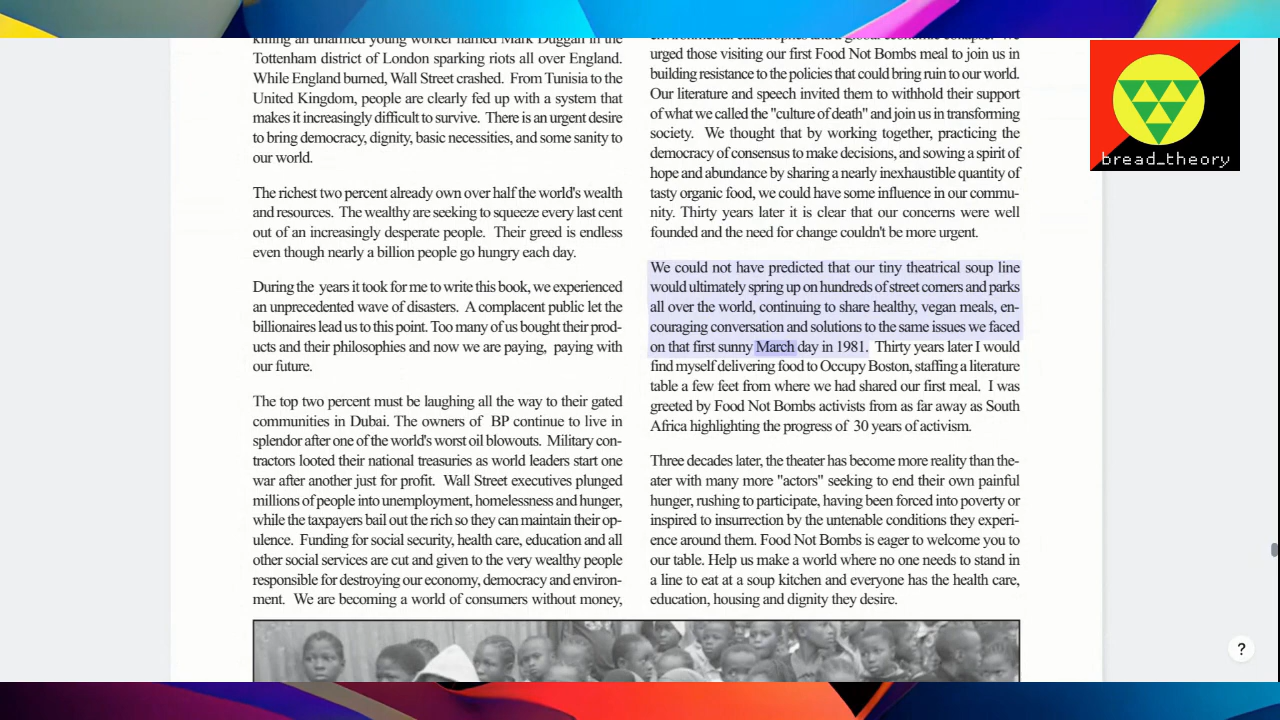 killing an unarmed young worker named Mark Duggan in the
Tottenham district of London sparking riots all over England.
While England burned, Wall Street crashed. From Tunisia to the
United Kingdom, people are clearly fed up with a system that
makes it increasingly difficult to survive. There is an urgent desire
to bring democracy, dignity, basic necessities, and some sanity to
our world.
The richest two percent already own over half the world's wealth
and resources. The wealthy are seeking to squeeze every last cent
out of an increasingly desperate people. Their greed is endless
even though nearly a billion people go hungry each day.
During the years it took for me to write this book, we experienced
an unprecedented wave of disasters. A complacent public let the
billionaires lead us to this point. Too many of us bought their prod-
ucts and their philosophies and now we are paying, paying with
our future.
The top two percent must be laughing all the way to their gated
communities in Dubai. The owners of BP continue to live in
splendor after one of the world's worst oil blowouts. Military con-
tractors looted their national treasuries as world leaders start one
war after another just for profit. Wall Street executives plunged
millions of people into unemployment, homelessness and hunger,
while the taxpayers bail out the rich so they can maintain their op-
ulence. Funding for social security, health care, education and all
other social services are cut and given to the very wealthy people
responsible for destroying our economy, democracy and environ-
ment. We are becoming a world of consumers without money,
urged those visiting our first Food Not Bombs meal to join us in
building resistance to the policies that could bring ruin to our world.
Our literature and speech invited them to withhold their support
of what we called the "culture of death" and join us in transforming
society. We thought that by working together, practicing the
democracy of consensus to make decisions, and sowing a spirit of
hope and abundance by sharing a nearly inexhaustible quantity of
tasty organic food, we could have some influence in our commu-
nity. Thirty years later it is clear that our concerns were well
founded and the need for change couldn't be more urgent.
We could not have predicted that our tiny theatrical soup line
would ultimately spring up on hundreds of street corners and parks
all over the world, continuing to share healthy, vegan meals, en-
couraging conversation and solutions to the same issues we faced
on that first sunny March day in 1981. Thirty years later I would
find myself delivering food to Occupy Boston, staffing a literature
table a few feet from where we had shared our first meal. I was
greeted by Food Not Bombs activists from as far away as South
Africa highlighting the progress of 30 years of activism.
Three decades later, the theater has become more reality than the-
ater with many more "actors" seeking to end their own painful
hunger, rushing to participate, having been forced into poverty or
inspired to insurrection by the untenable conditions they experi-
ence around them. Food Not Bombs is eager to welcome you to
our table. Help us make a world where no one needs to stand in
a line to eat at a soup kitchen and everyone has the health care,
education, housing and dignity they desire.
bread_theory
?